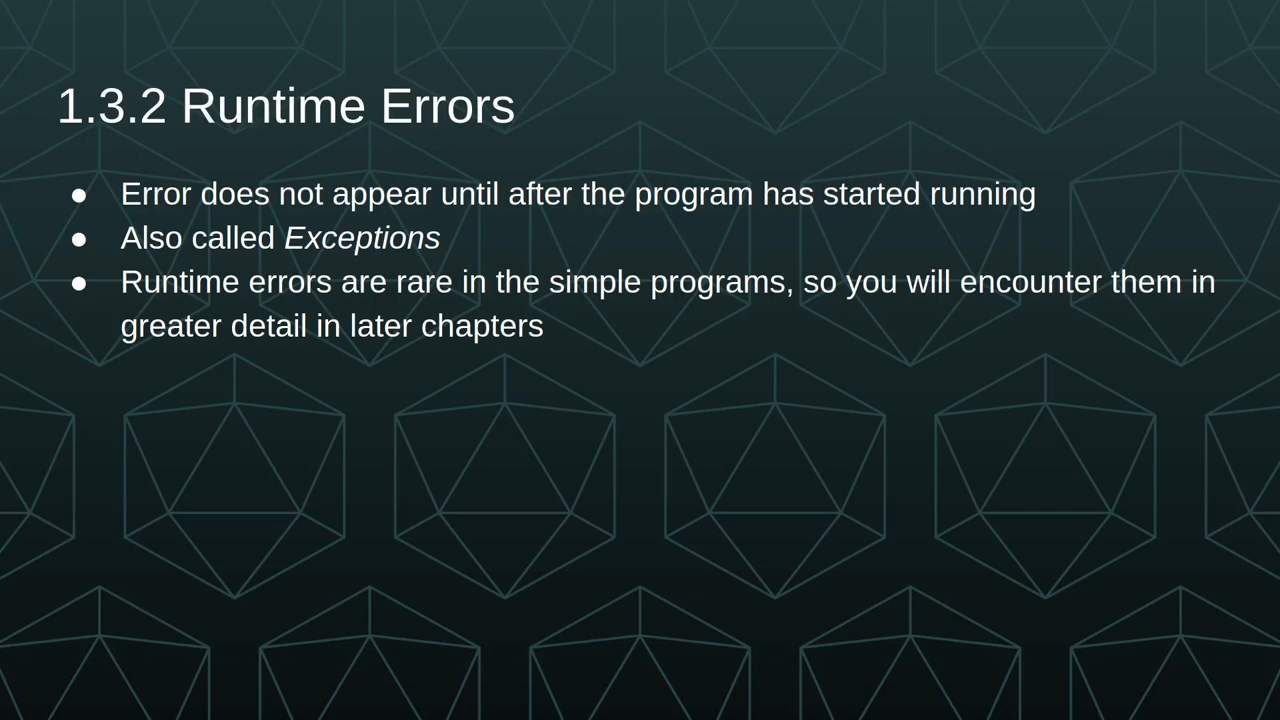 1.3.2 Runtime Errors
● Error does not appear until after the program has started running
● Also called Exceptions
● Runtime errors are rare in the simple programs, so you will encounter them in
greater detail in later chapters